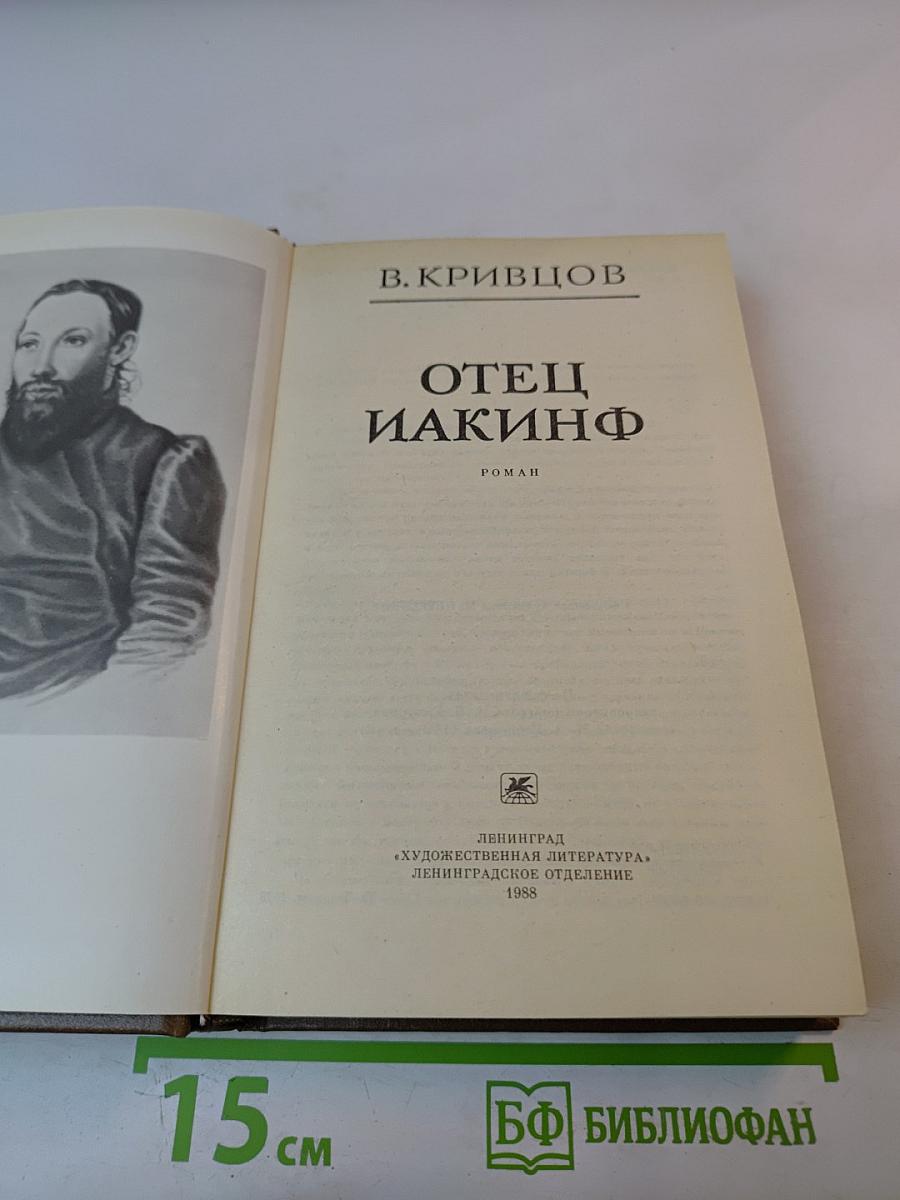 В. КРИВЦОВ
ОТЕЦ
ИАКИНФ
РОМАН
ЛЕНИНГРАД
«ХУДОЖЕСТВЕННАЯ ЛИТЕРАТУРА»
ЛЕНИНГРАДСКОЕ ОТДЕЛЕНИЕ
1988
15 см
БФ БИБЛИОФАН